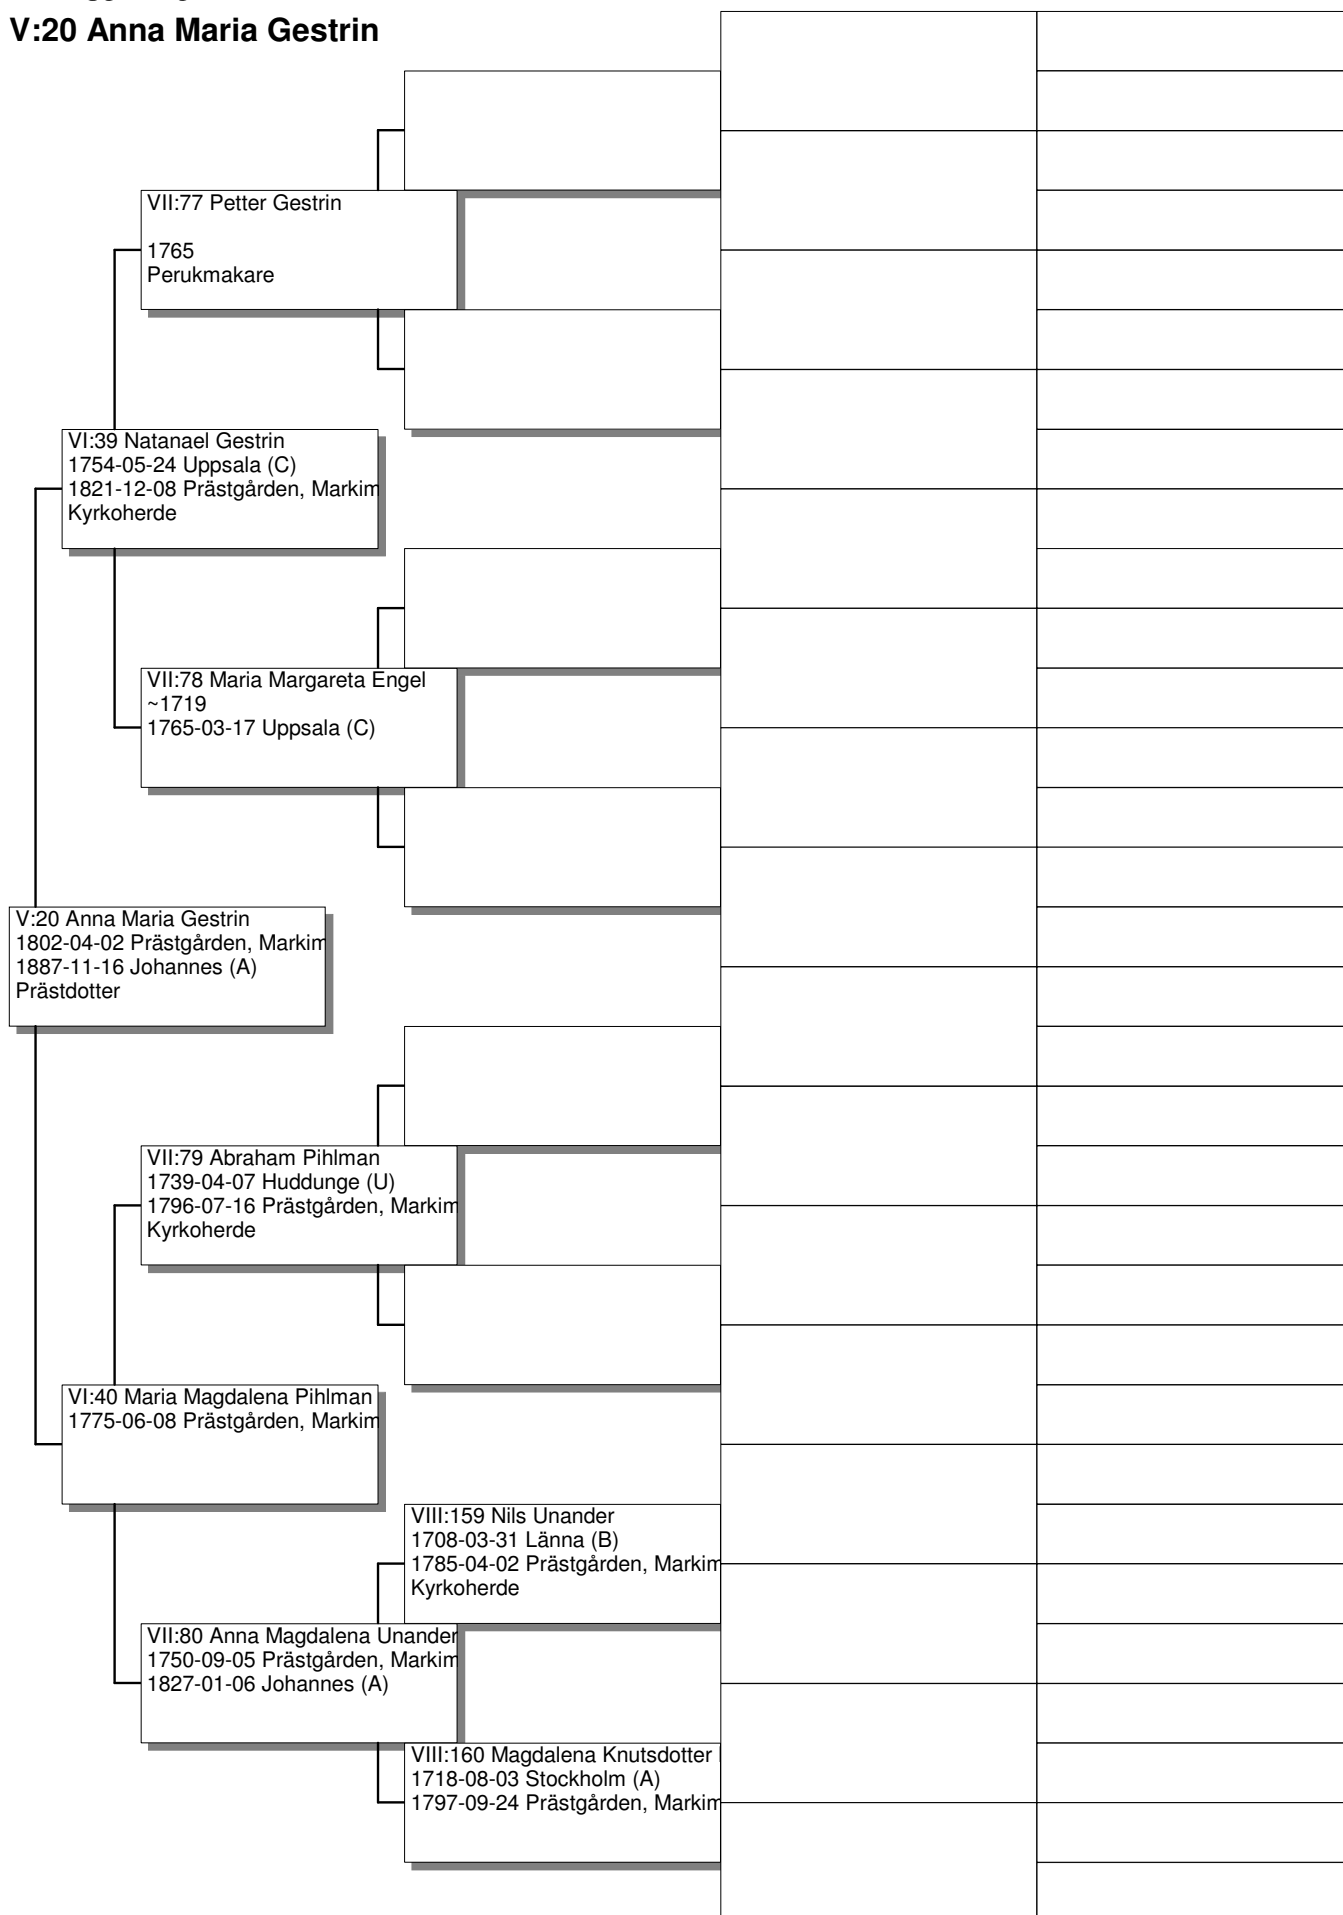 V:20 Anna Maria Gestrin
VII:77 Petter Gestrin
1765
Perukmakare
VI:39 Natanael Gestrin
1754-05-24 Uppsala (C)
1821-12-08 Prästgården, Markim
Kyrkoherde
VII:78 Maria Margareta Engel
~1719
1765-03-17 Uppsala (C)
V:20 Anna Maria Gestrin
1802-04-02 Prästgården, Markim
1887-11-16 Johannes (A)
Prästdotter
VII:79 Abraham Pihlman
1739-04-07 Huddunge (U)
1796-07-16 Prästgården, Markim
Kyrkoherde
VI:40 Maria Magdalena Pihlman
1775-06-08 Prästgården, Markim
VIII:159 Nils Unander
1708-03-31 Länna (B)
1785-04-02 Prästgården, Markim
Kyrkoherde
VII:80 Anna Magdalena Unander
1750-09-05 Prästgården, Markim
1827-01-06 Johannes (A)
VIII:160 Magdalena Knutsdotter
1718-08-03 Stockholm (A)
1797-09-24 Prästgården, Markim